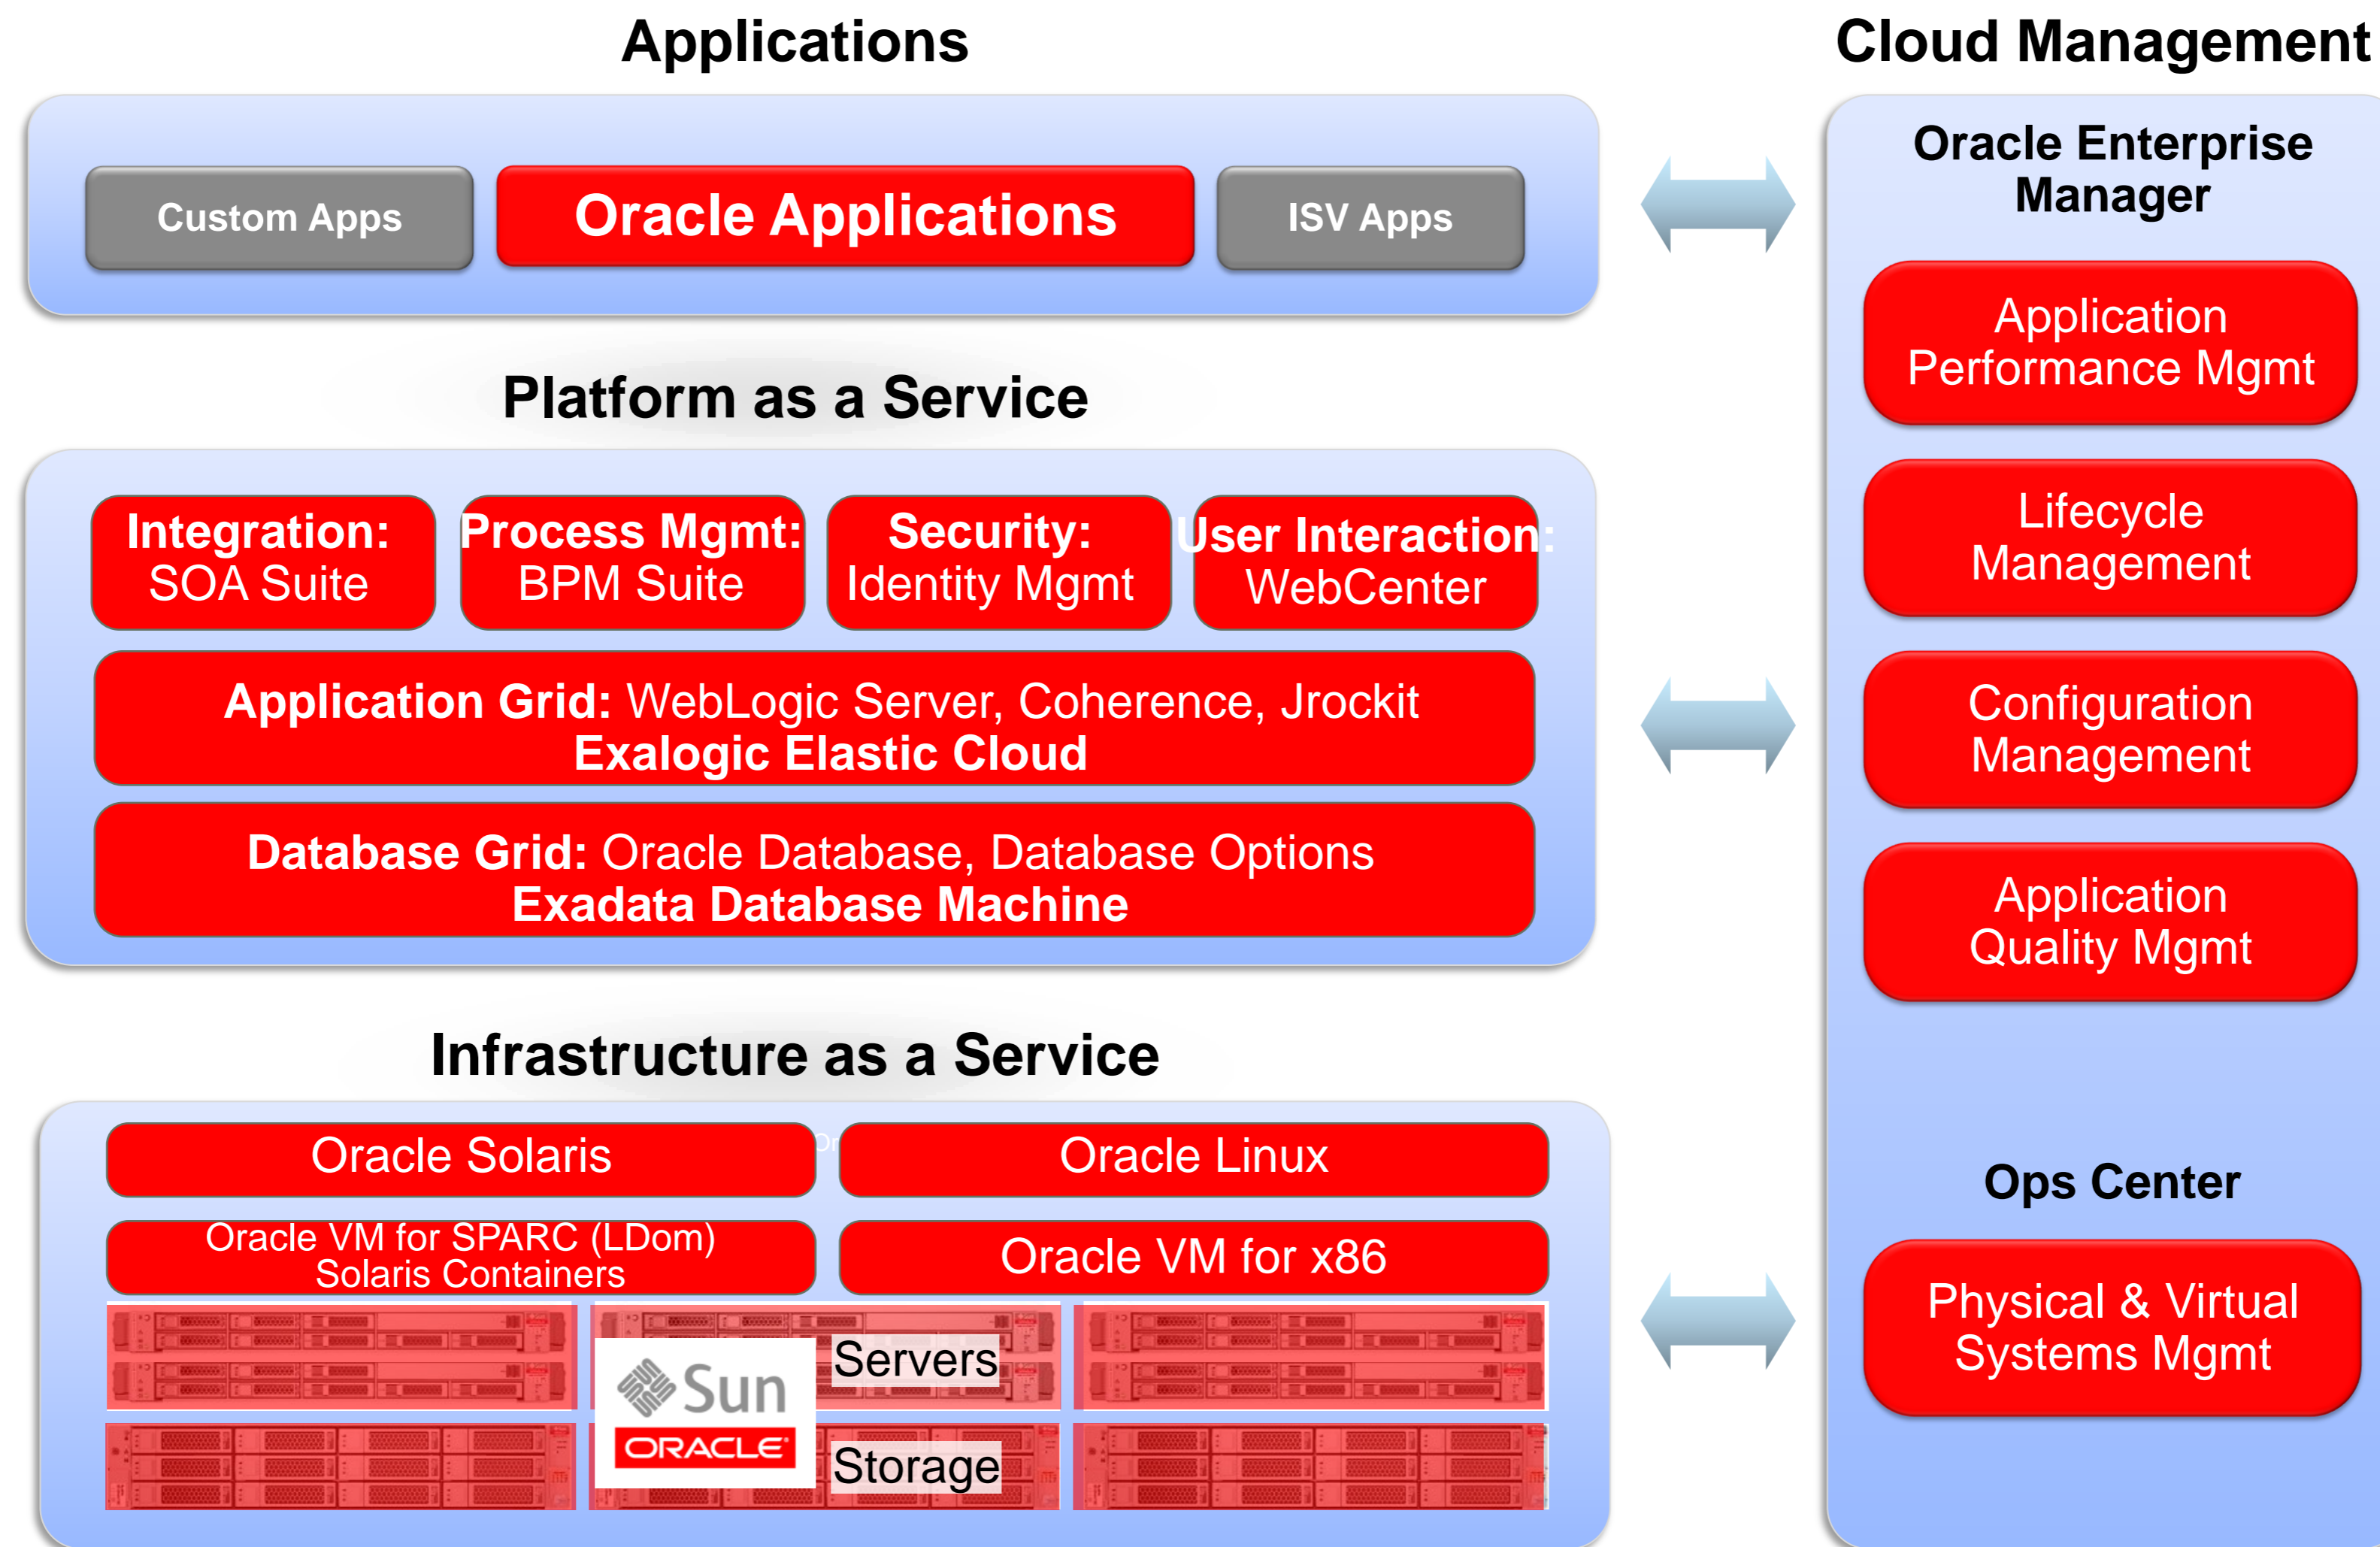 Applications
Custom Apps
Oracle Applications
ISV Apps
Platform as a Service
Integration:
SOA Suite
Process Mgmt:
BPM Suite
Security:
Identity Mgmt
User Interaction:
WebCenter
Application Grid: WebLogic Server, Coherence, Jrockit
Exalogic Elastic Cloud
Database Grid: Oracle Database, Database Options
Exadata Database Machine
Infrastructure as a Service
Oracle Solaris
Oracle Linux
Oracle VM for SPARC (LDom)
Solaris Containers
Oracle VM for x86
Servers
Sun
ORACLE
Storage
Cloud Management
Oracle Enterprise
Manager
Application
Performance Mgmt
Lifecycle
Management
Configuration
Management
Application
Quality Mgmt
Ops Center
Physical & Virtual
Systems Mgmt